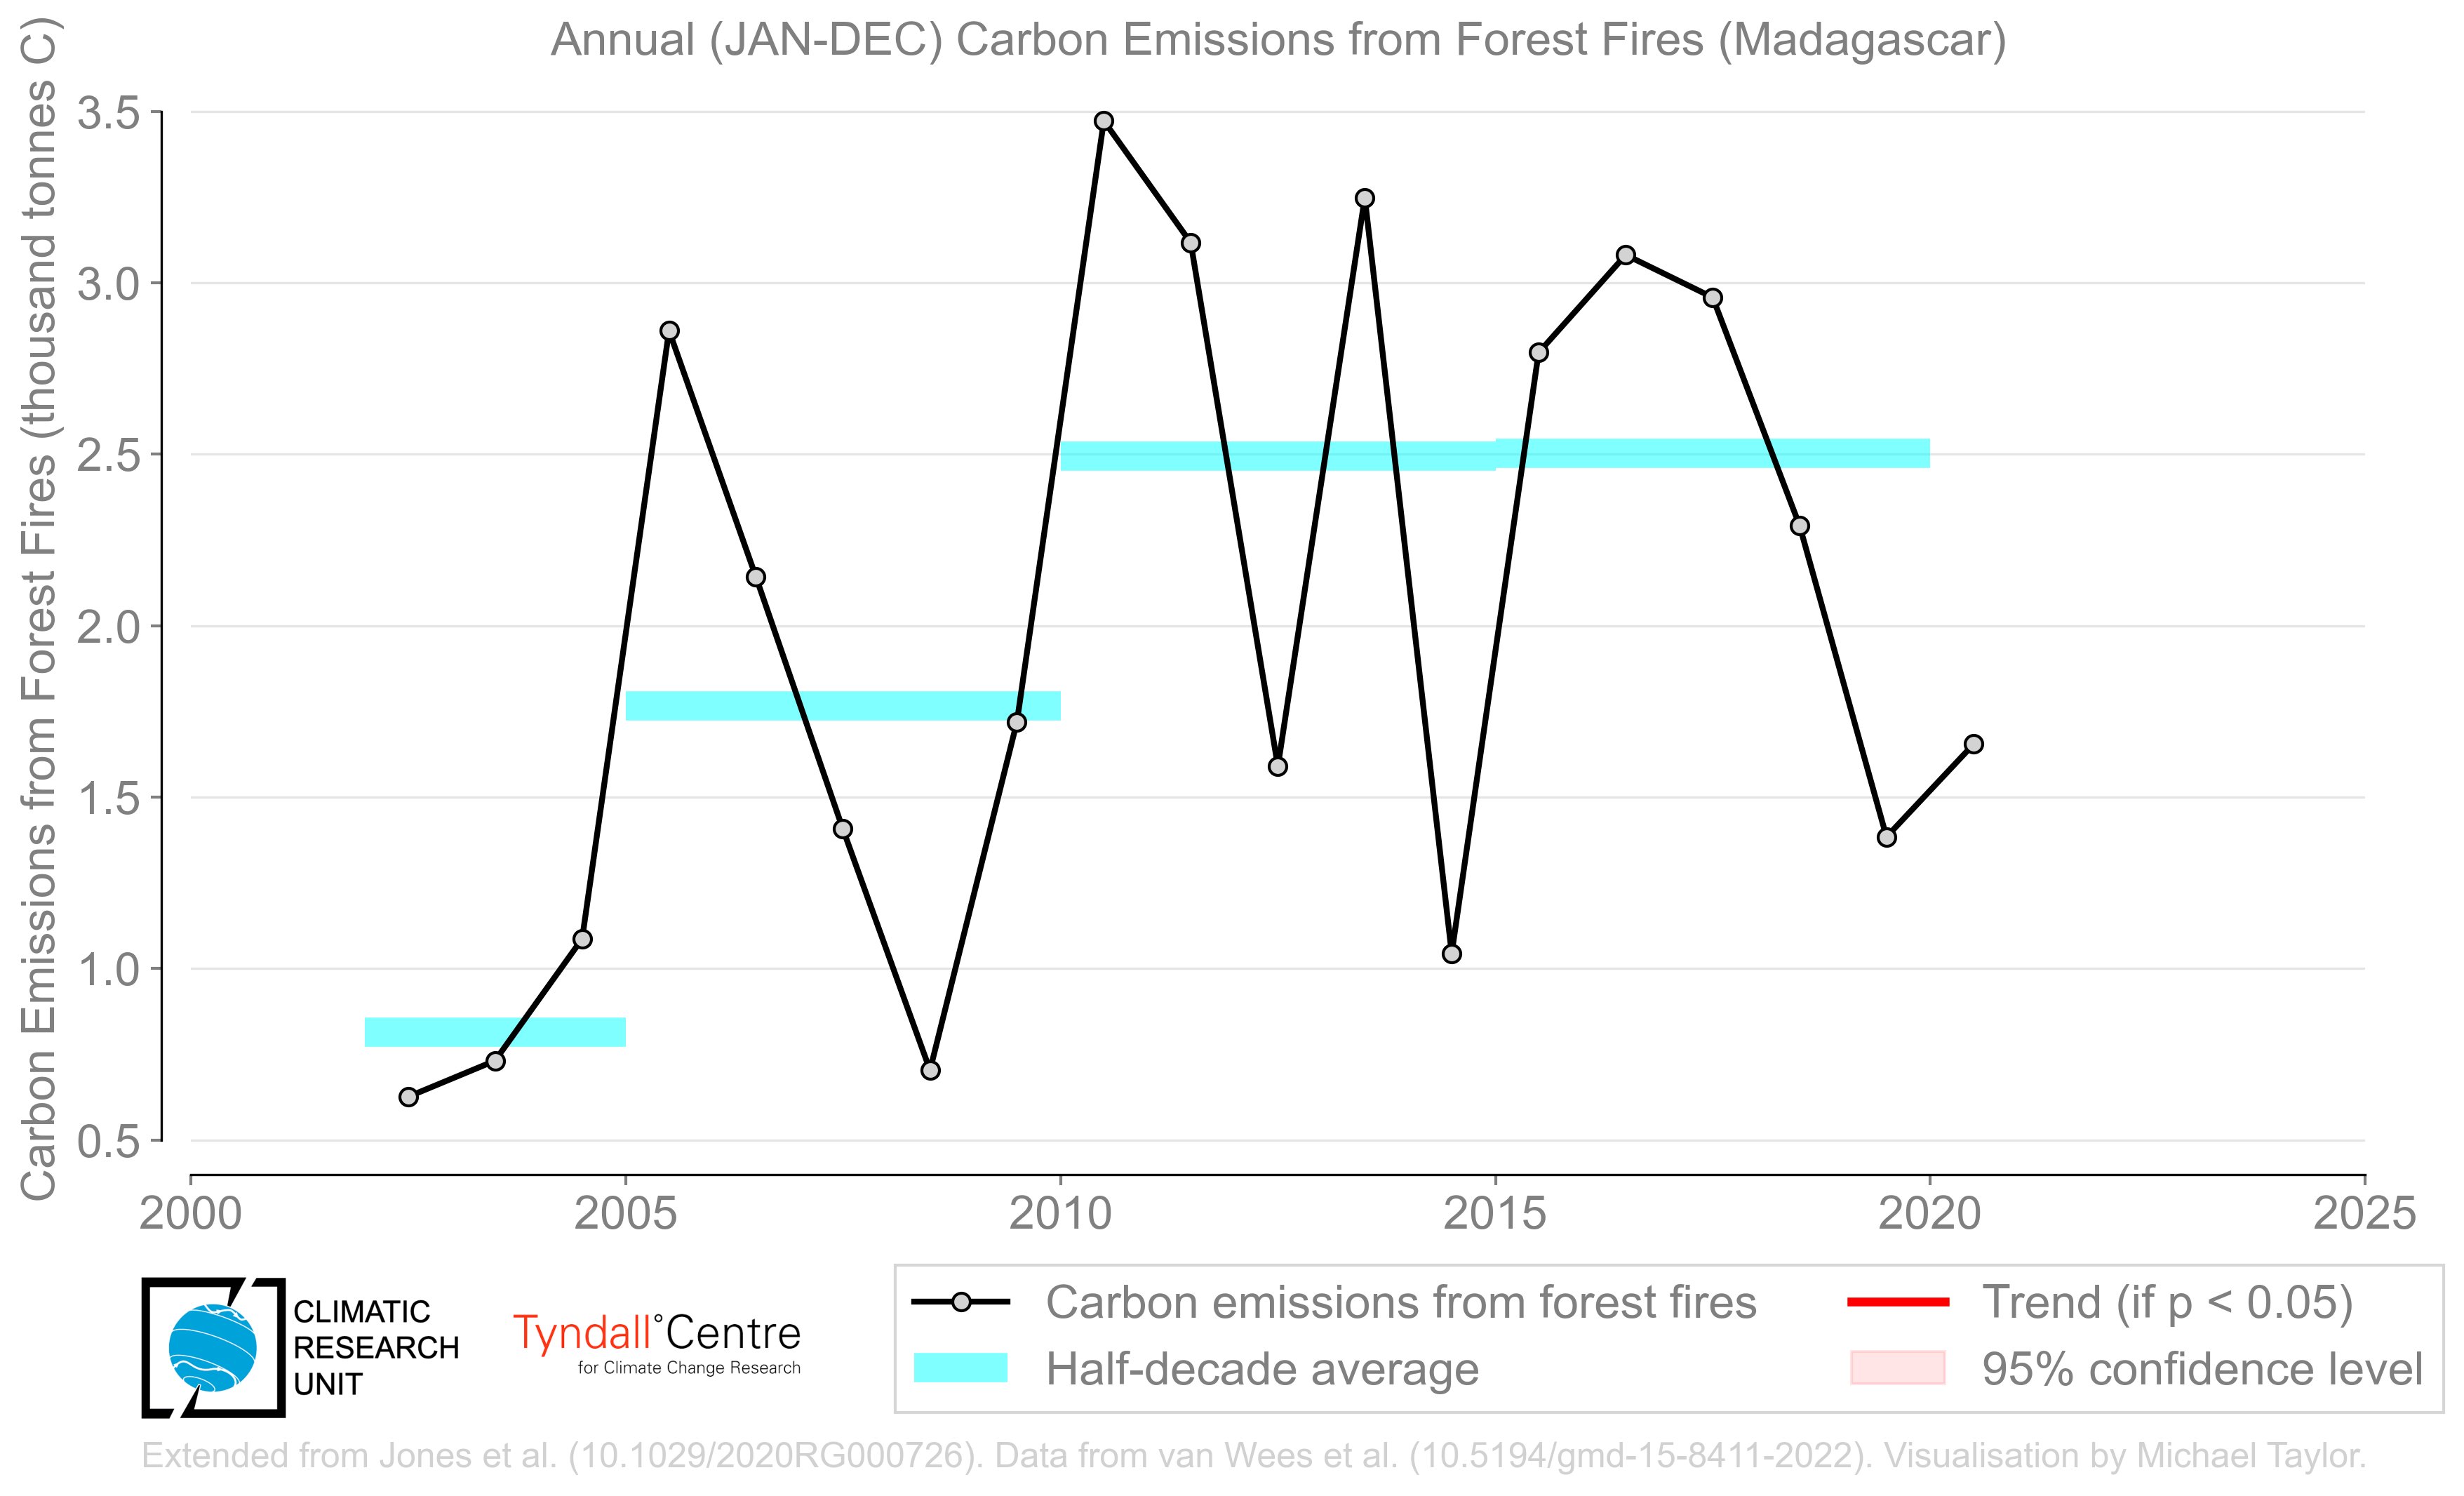 Annual (JAN-DEC) Carbon Emissions from Forest Fires (Madagascar)
Carbon Emissions from Forest Fires (thousand tonnes C)
3.5
3.0
2.5
2.0
1.5
1.0
0.5
2000
2005
2010
2015
2020
2025
CLIMATIC
RESEARCH
UNIT
Tyndall°Centre
for Climate Change Research
Carbon emissions from forest fires
Half-decade average
Trend (if p < 0.05)
95% confidence level
Extended from Jones et al. (10.1029/2020RG000726). Data from van Wees et al. (10.5194/gmd-15-8411-2022). Visualisation by Michael Taylor.